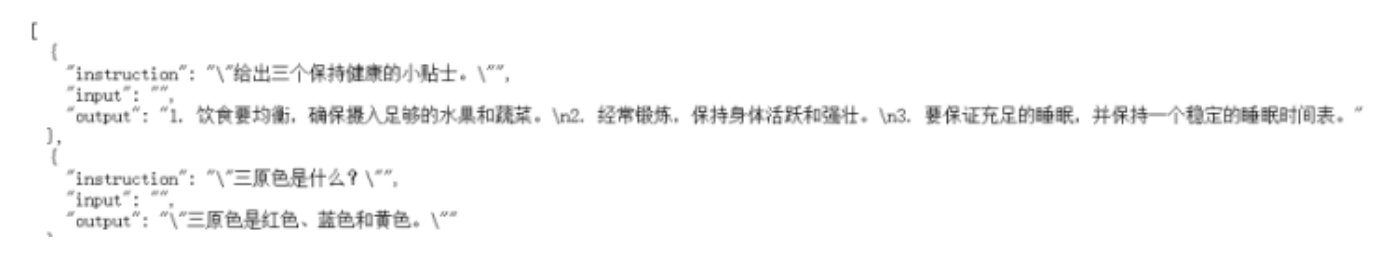 [
{
"instruction": "\"给出三个保持健康的小贴士。\"",
"input": "",
"output": "1. 饮食要均衡，确保摄入足够的水果和蔬菜。\n2. 经常锻炼，保持身体活跃和强壮。\n3. 要保证充足的睡眠，并保持一个稳定的睡眠时间表。"
},
{
"instruction": "\"三原色是什么？\"",
"input": "",
"output": "\"三原色是红色、蓝色和黄色。\""